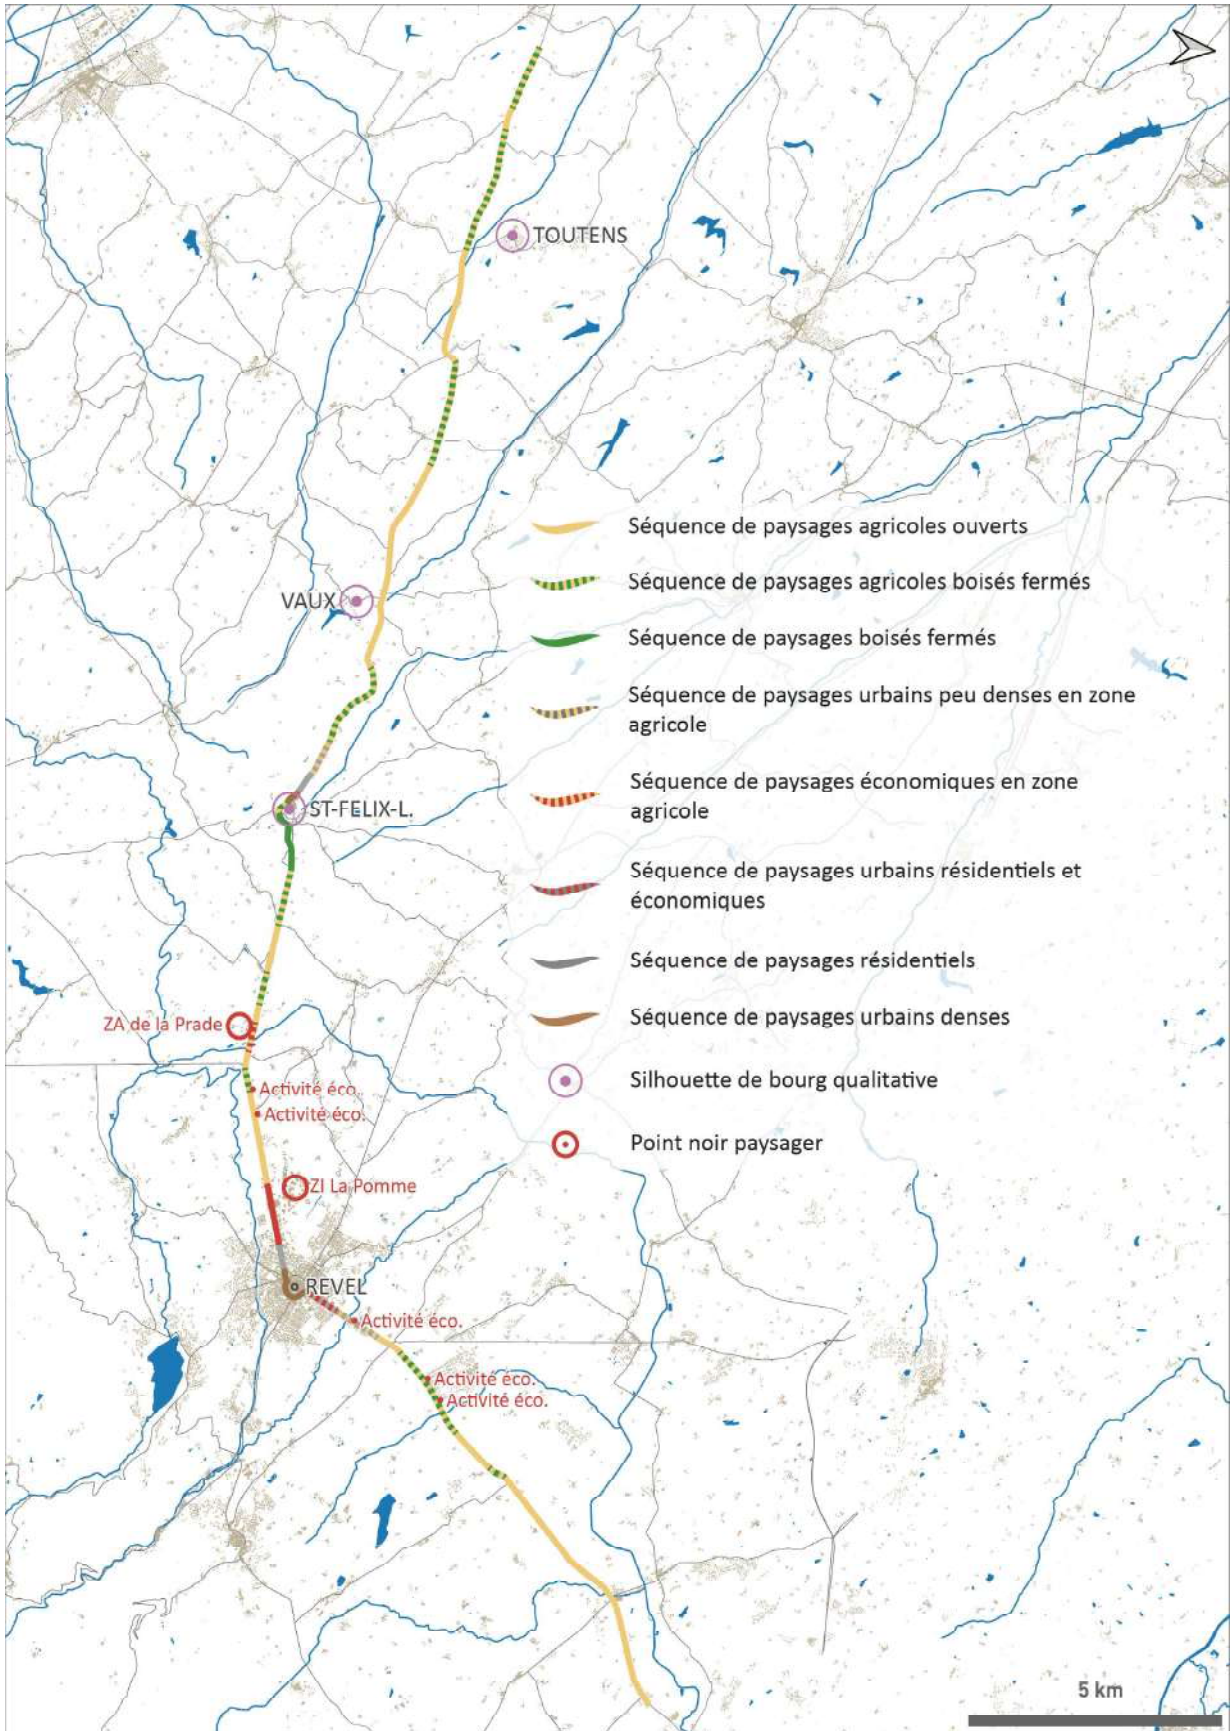 TOUTENS
Séquence de paysages agricoles ouverts
Séquence de paysages agricoles boisés fermés
VAUX
Séquence de paysages boisés fermés
Séquence de paysages urbains peu denses en zone
agricole
Séquence de paysages économiques en zone
agricole
ST-FELIX-L.
Séquence de paysages urbains résidentiels et
économiques
Séquence de paysages résidentiels
Séquence de paysages urbains denses
ZA de la Prade
Silhouette de bourg qualitative
Activité éco.
Activité éco.
Point noir paysager
ZI La Pomme
REVEL
Activité éco.
Activité éco.
Activité éco.
5 km